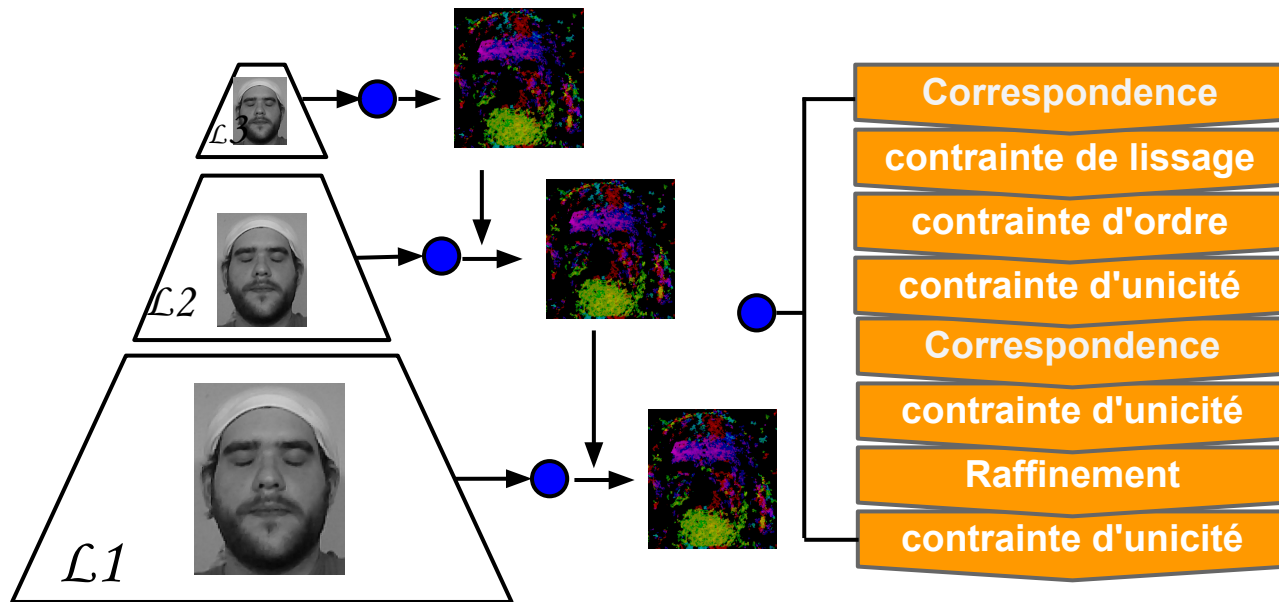 L3
L2
L1
Correspondence
contrainte de lissage
contrainte d'ordre
contrainte d'unicité
Correspondence
contrainte d'unicité
Raffinement
contrainte d'unicité